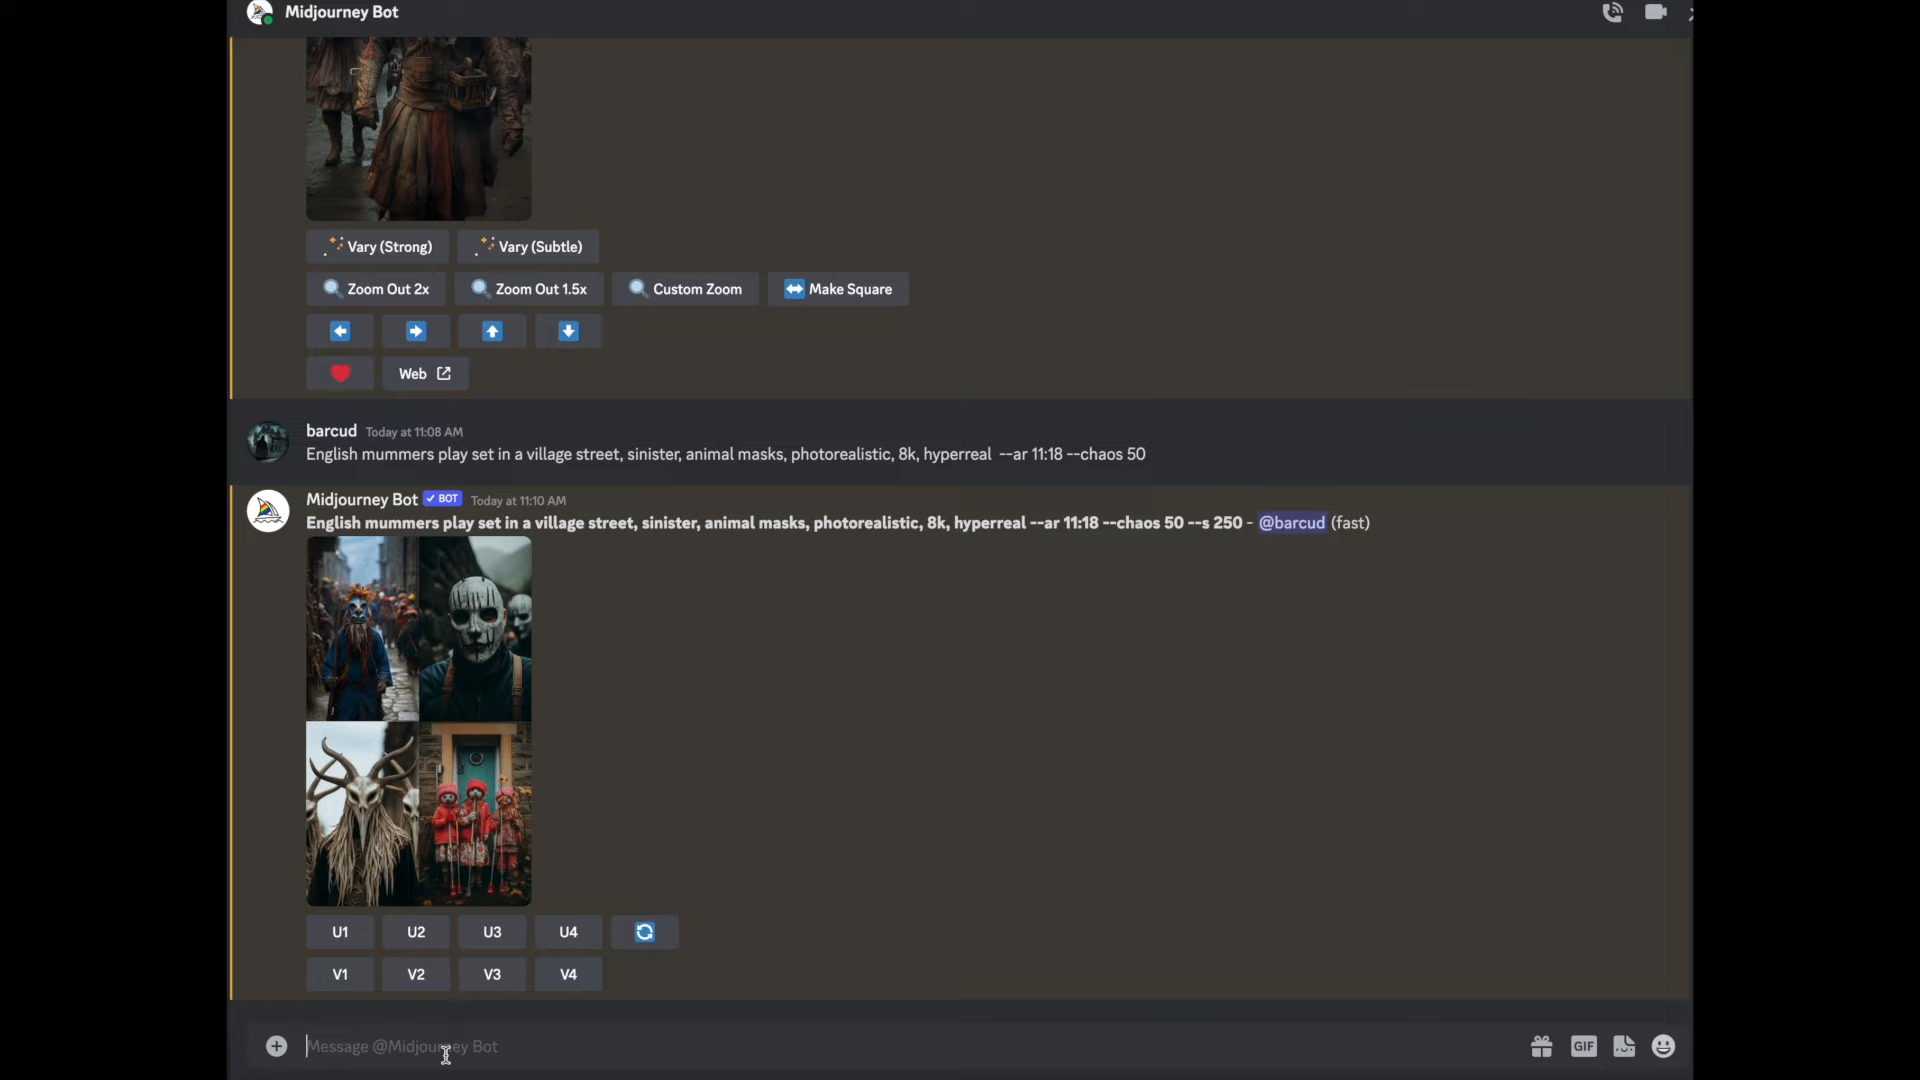 Midjourney Bot
Vary (Strong) Vary (Subtle)
Zoom Out 2x Zoom Out 1.5x Custom Zoom Make Square
Web
barcud Today at 11:08 AM
English mummers play set in a village street, sinister, animal masks, photorealistic, 8k, hyperreal --ar 11:18 --chaos 50
Midjourney Bot BOT Today at 11:10 AM
English mummers play set in a village street, sinister, animal masks, photorealistic, 8k, hyperreal --ar 11:18 --chaos 50 --s 250 - @barcud (fast)
U1 U2 U3 U4
V1 V2 V3 V4
Message @Midjourney Bot GIF